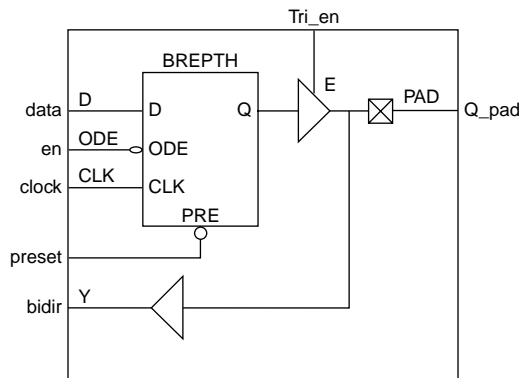 Tri_en
BREPTH
E
PAD
data D D Q Q_pad
en ODE ODE
clock CLK CLK
PRE
preset
bidir Y